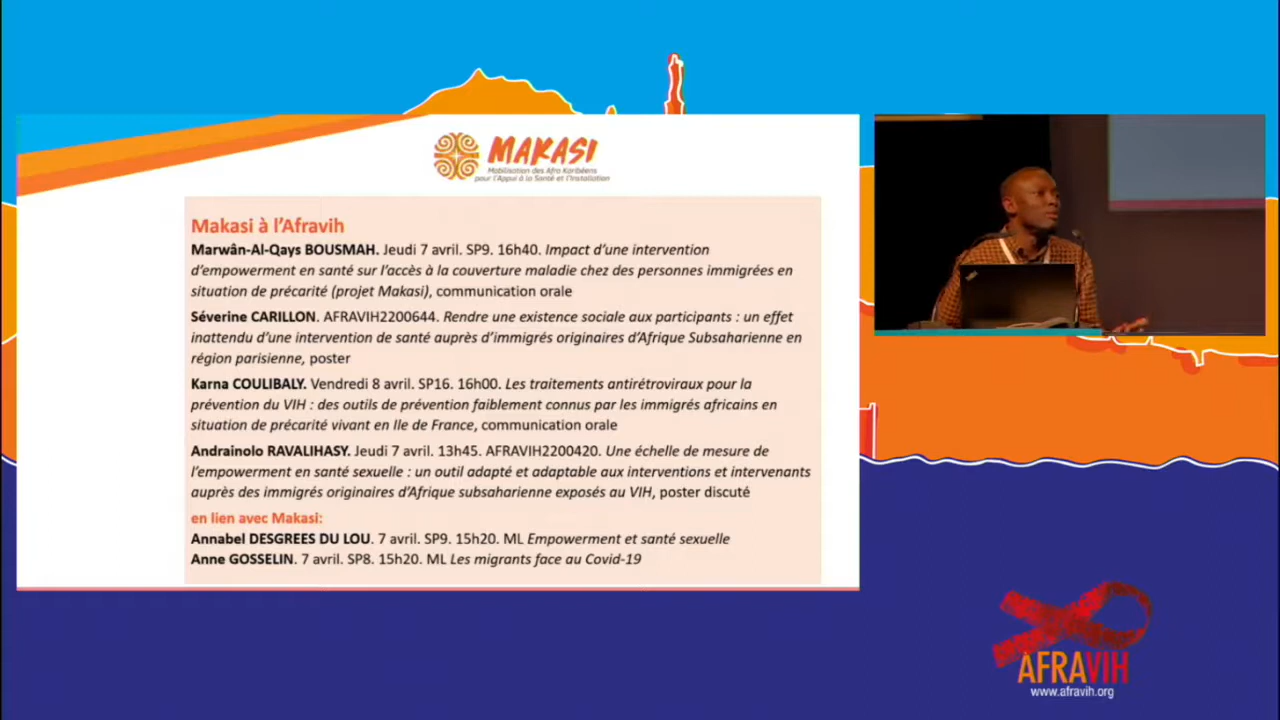 MAKASI
Mobilisation des Afro Karibéens
pour l'Appui à la Santé et l'Installation
Makasi à l'Afravih
Marwân-Al-Qays BOUSMAH. Jeudi 7 avril. SP9. 16h40. Impact d'une intervention
d'empowerment en santé sur l'accès à la couverture maladie chez des personnes immigrées en
situation de précarité (projet Makasi), communication orale
Séverine CARILLON. AFRAVIH2200644. Rendre une existence sociale aux participants : un effet
inattendu d'une intervention de santé auprès d'immigrés originaires d'Afrique Subsaharienne en
région parisienne, poster
Karna COULIBALY. Vendredi 8 avril. SP16. 16h00. Les traitements antirétroviraux pour la
prévention du VIH : des outils de prévention faiblement connus par les immigrés africains en
situation de précarité vivant en Ile de France, communication orale
Andrainolo RAVALIHASY. Jeudi 7 avril. 13h45. AFRAVIH2200420. Une échelle de mesure de
l'empowerment en santé sexuelle : un outil adapté et adaptable aux interventions et intervenants
auprès des immigrés originaires d'Afrique subsaharienne exposés au VIH, poster discuté
en lien avec Makasi:
Annabel DESGREES DU LOU. 7 avril. SP9. 15h20. ML Empowerment et santé sexuelle
Anne GOSSELIN. 7 avril. SP8. 15h20. ML Les migrants face au Covid-19
AFRAVIH
www.afravih.org